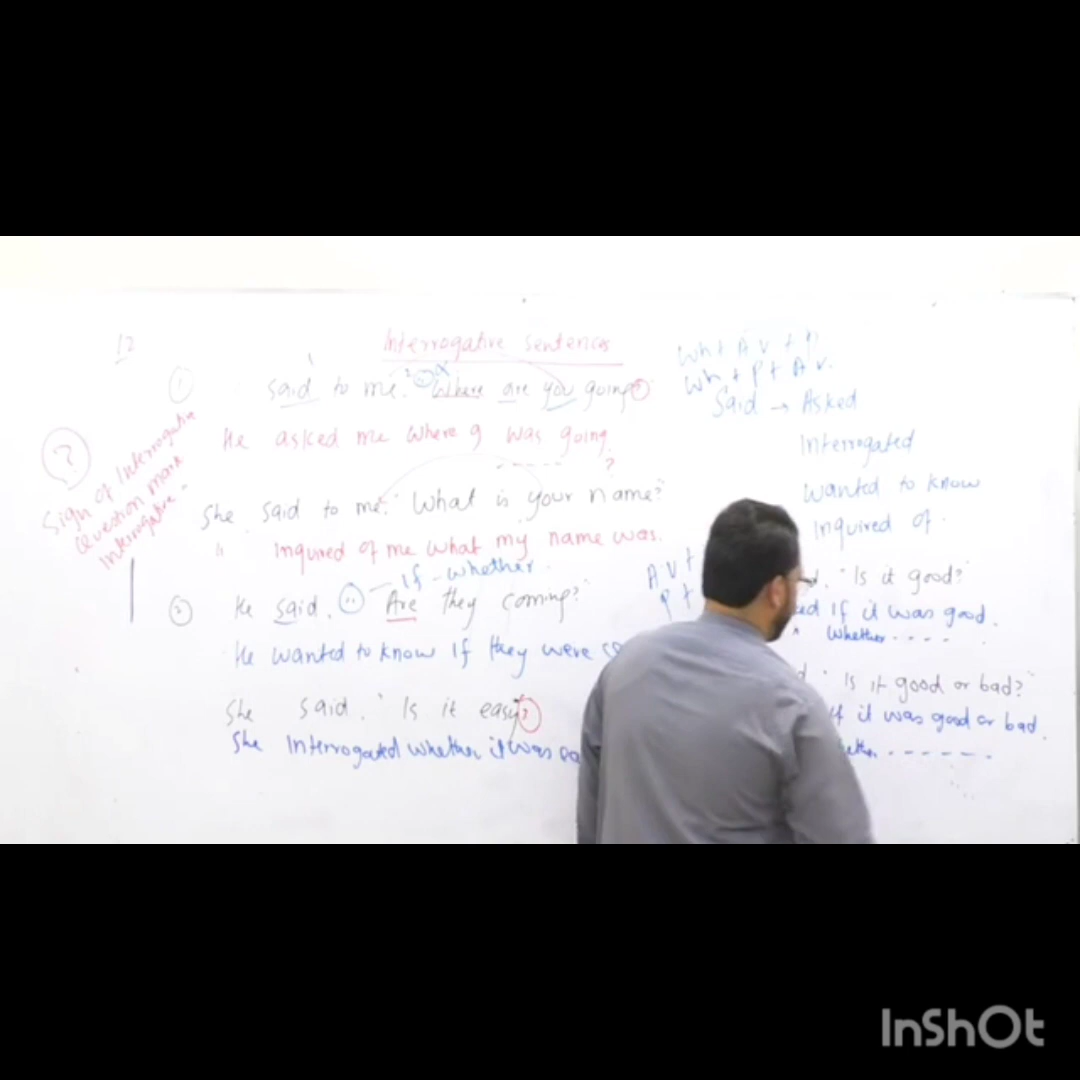 12
Interrogative sentences
1
said to me. "Where are you going?"
He asked me where I was going.
?
Sign of Interrogative
Question mark
Interrogative
She said to me. "What is your name?"
" Inquired of me what my name was.
If - whether.
2
He said, "Are they coming?"
He wanted to know If they were
She said. "Is it easy?"
She Interrogated whether it was
Wh + A V + P.
Wh + P + A V.
Said → Asked
Interrogated
wanted to know
Inquired of.
A V +
P +
"Is it good?"
If it was good.
" whether - - - -
"Is it good or bad?"
if it was good or bad.
- - - - - -
InShOt